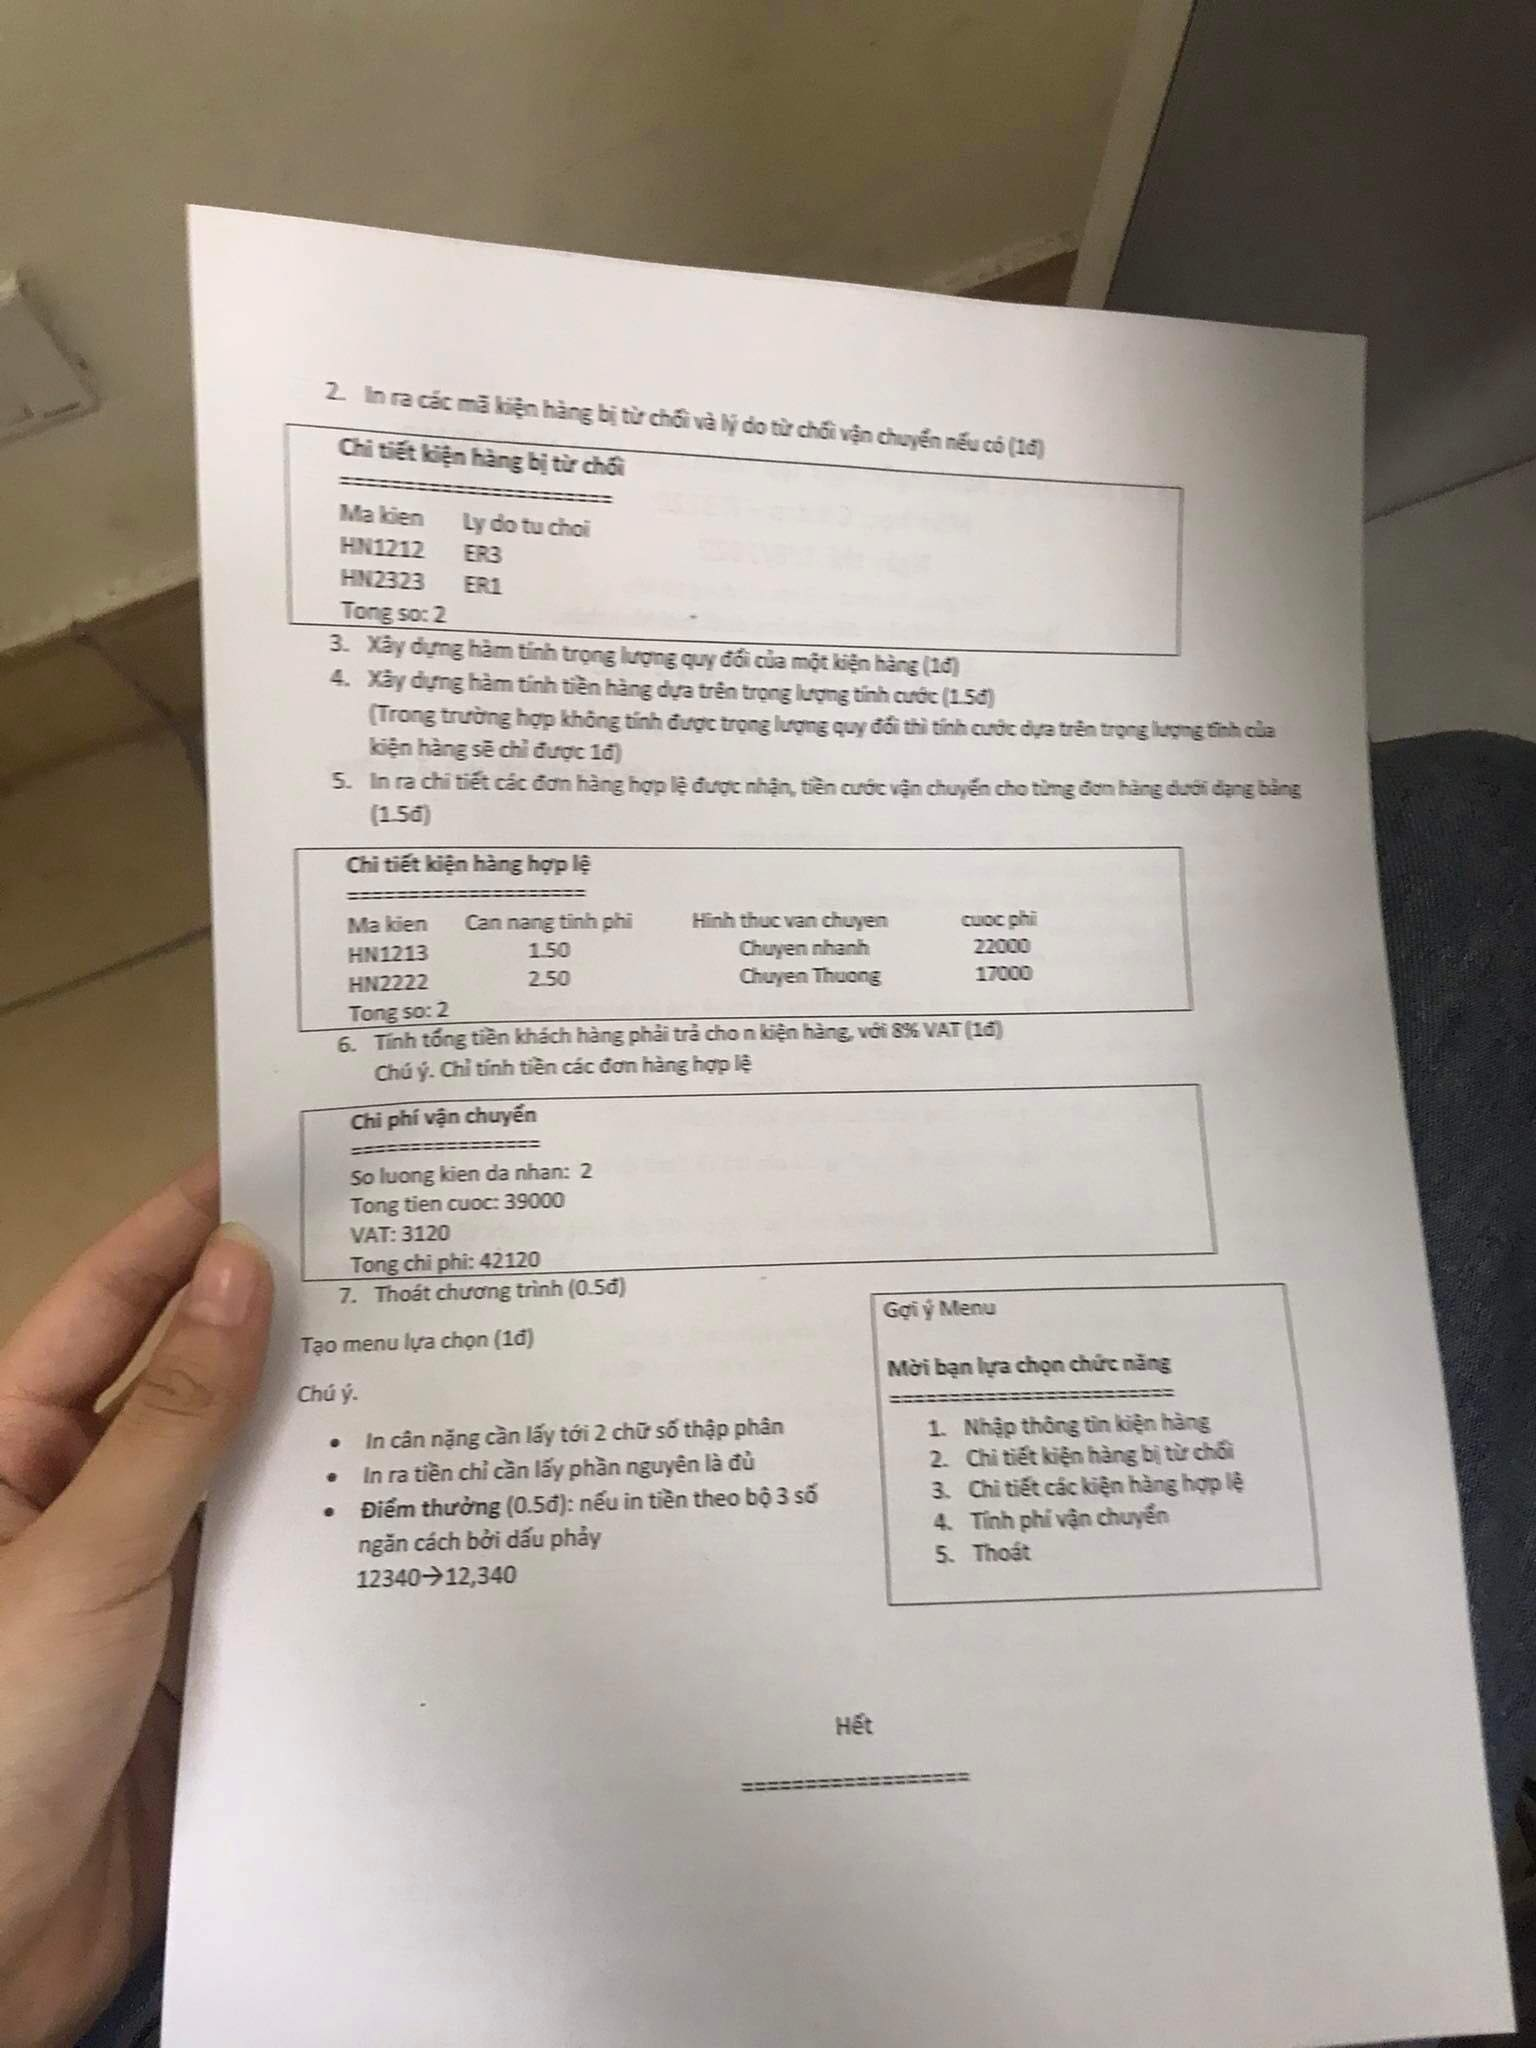 2. In ra các mã kiện hàng bị từ chối và lý do từ chối vận chuyển nếu có (1đ)
Chi tiết kiện hàng bị từ chối
======================
Ma kien Ly do tu choi
HN1212 ER3
HN2323 ER1
Tong so: 2
3. Xây dựng hàm tính trọng lượng quy đổi của một kiện hàng (1đ)
4. Xây dựng hàm tính tiền hàng dựa trên trọng lượng tính cước (1.5đ)
(Trong trường hợp không tính được trọng lượng quy đổi thì tính cước dựa trên trọng lượng tĩnh của
kiện hàng sẽ chỉ được 1đ)
5. In ra chi tiết các đơn hàng hợp lệ được nhận, tiền cước vận chuyển cho từng đơn hàng dưới dạng bảng
(1.5đ)
Chi tiết kiện hàng hợp lệ
====================
Ma kien Can nang tinh phi Hinh thuc van chuyen cuoc phi
HN1213 1.50 Chuyen nhanh 22000
HN2222 2.50 Chuyen Thuong 17000
Tong so: 2
6. Tính tổng tiền khách hàng phải trả cho n kiện hàng, với 8% VAT (1đ)
Chú ý. Chỉ tính tiền các đơn hàng hợp lệ
Chi phí vận chuyển
================
So luong kien da nhan: 2
Tong tien cuoc: 39000
VAT: 3120
Tong chi phi: 42120
7. Thoát chương trình (0.5đ)
Tạo menu lựa chọn (1đ)
Chú ý.
• In cân nặng cần lấy tới 2 chữ số thập phân
• In ra tiền chỉ cần lấy phần nguyên là đủ
• Điểm thưởng (0.5đ): nếu in tiền theo bộ 3 số
ngăn cách bởi dấu phảy
12340→12,340
Gợi ý Menu
Mời bạn lựa chọn chức năng
========================
1. Nhập thông tin kiện hàng
2. Chi tiết kiện hàng bị từ chối
3. Chi tiết các kiện hàng hợp lệ
4. Tính phí vận chuyển
5. Thoát
Hết
==================